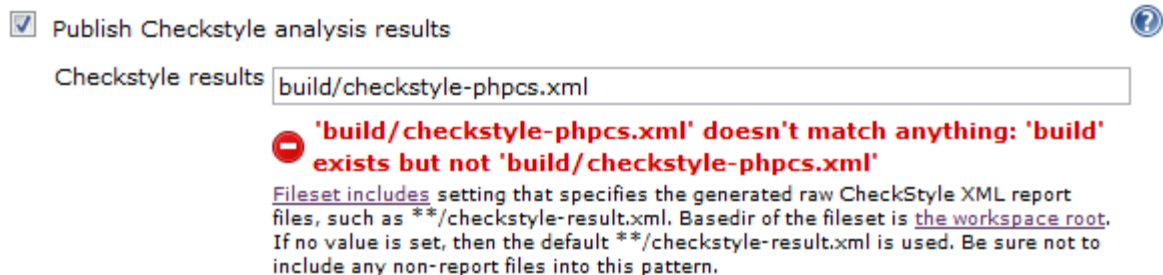 Publish Checkstyle analysis results
?
Checkstyle results build/checkstyle-phpcs.xml
'build/checkstyle-phpcs.xml' doesn't match anything: 'build'
exists but not 'build/checkstyle-phpcs.xml'
Fileset includes setting that specifies the generated raw CheckStyle XML report
files, such as **/checkstyle-result.xml. Basedir of the fileset is the workspace root.
If no value is set, then the default **/checkstyle-result.xml is used. Be sure not to
include any non-report files into this pattern.